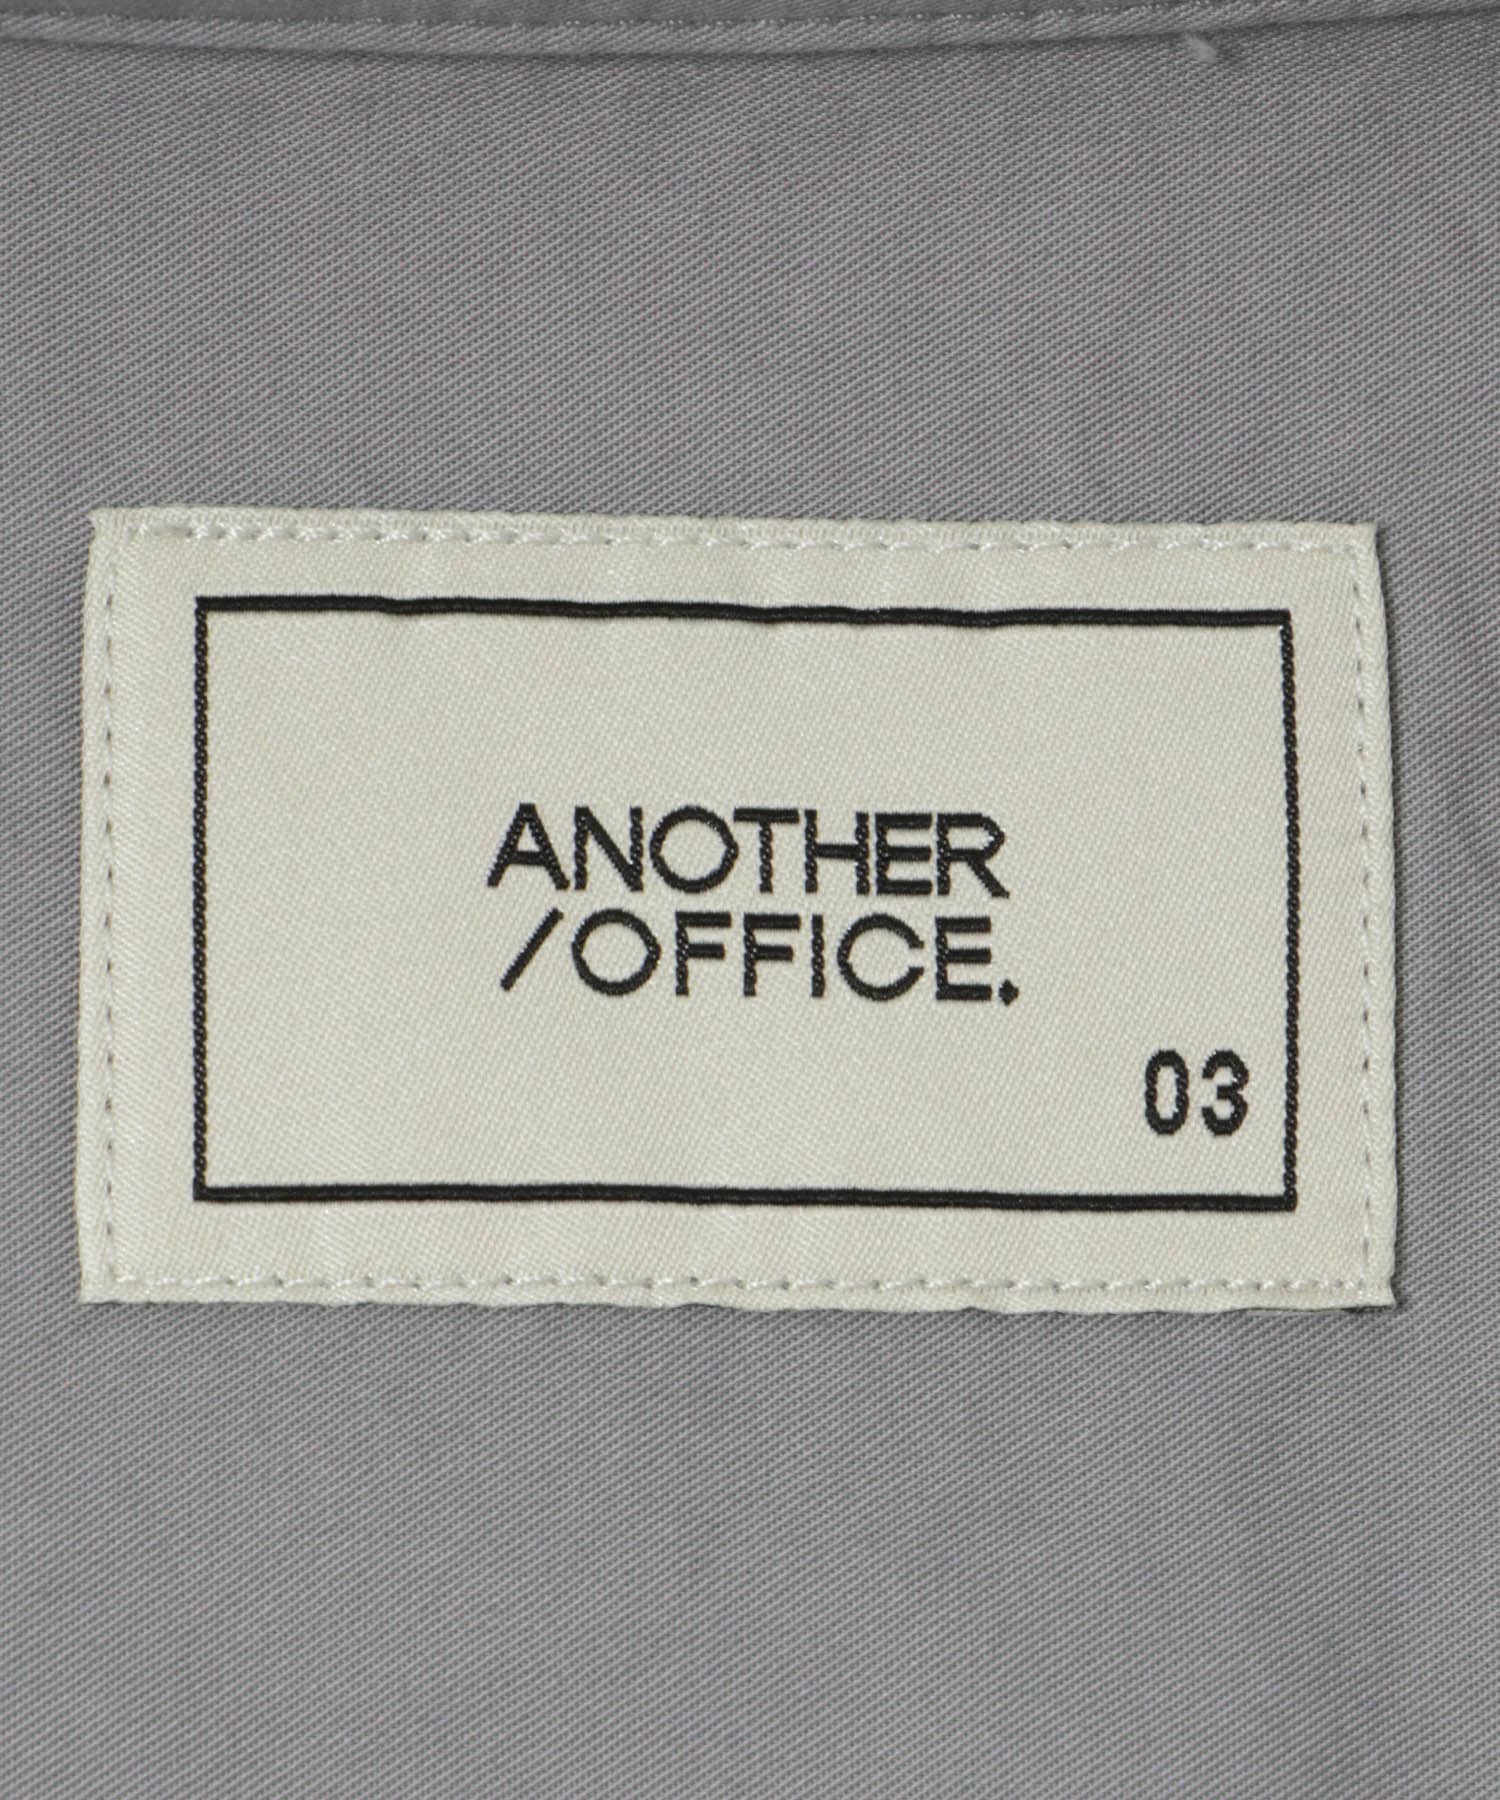 ANOTHER
/OFFICE.
03